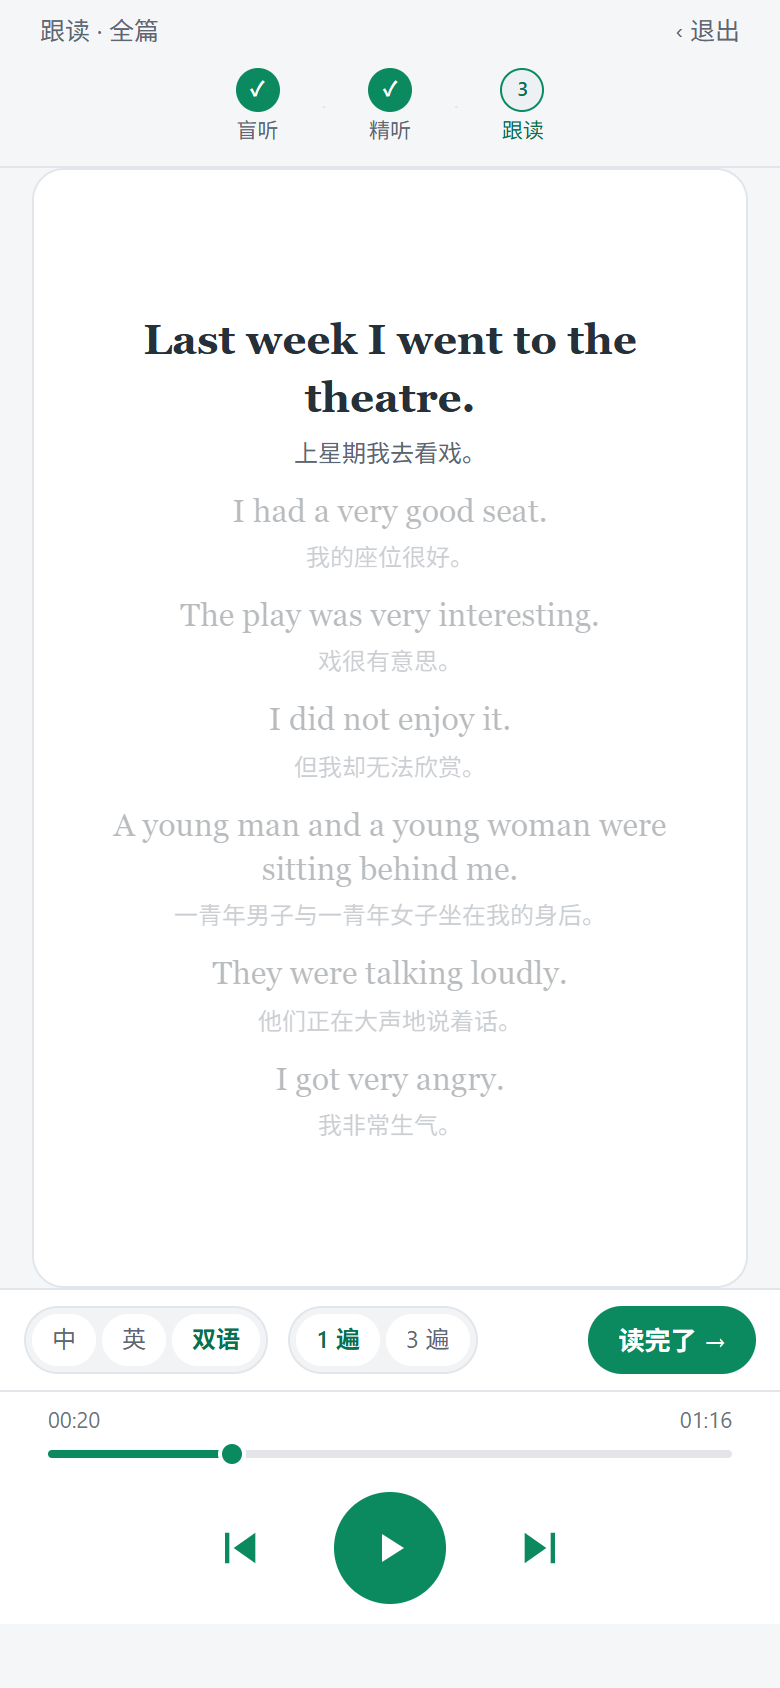 跟读 · 全篇
‹ 退出
✓
✓
3
盲听
精听
跟读
Last week I went to the
theatre.
上星期我去看戏。
I had a very good seat.
我的座位很好。
The play was very interesting.
戏很有意思。
I did not enjoy it.
但我却无法欣赏。
A young man and a young woman were
sitting behind me.
一青年男子与一青年女子坐在我的身后。
They were talking loudly.
他们正在大声地说着话。
I got very angry.
我非常生气。
中
英
双语
1 遍
3 遍
读完了 →
00:20
01:16